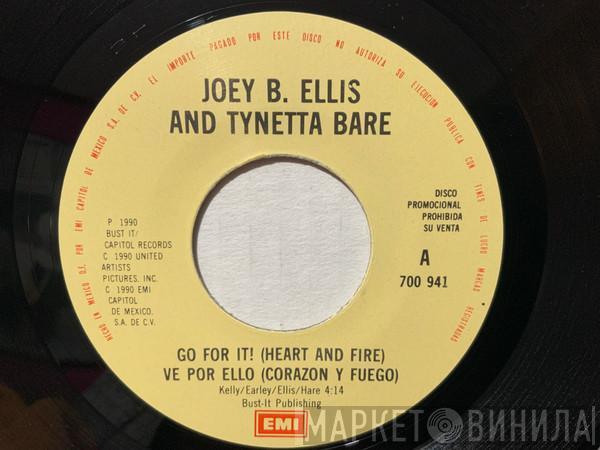 HECHO EN MEXICO D.F. POR EMI CAPITOL DE MEXICO S.A. DE C.V. EL IMPORTE PAGADO POR ESTE DISCO NO AUTORIZA SU EJECUCION PUBLICA CON FINES DE LUCRO MARCAS REGISTRADAS
JOEY B. ELLIS
AND TYNETTA BARE
P 1990
BUST IT/
CAPITOL RECORDS
C 1990 UNITED
ARTISTS
PICTURES, INC.
C 1990 EMI
CAPITOL
DE MEXICO.
S.A. DE C.V.
DISCO
PROMOCIONAL
PROHIBIDA
SU VENTA
A
700 941
GO FOR IT! (HEART AND FIRE)
VE POR ELLO (CORAZON Y FUEGO)
Kelly/Earley/Ellis/Hare 4:14
Bust-It Publishing
EMI
МАРКЕТ ВИНИЛА